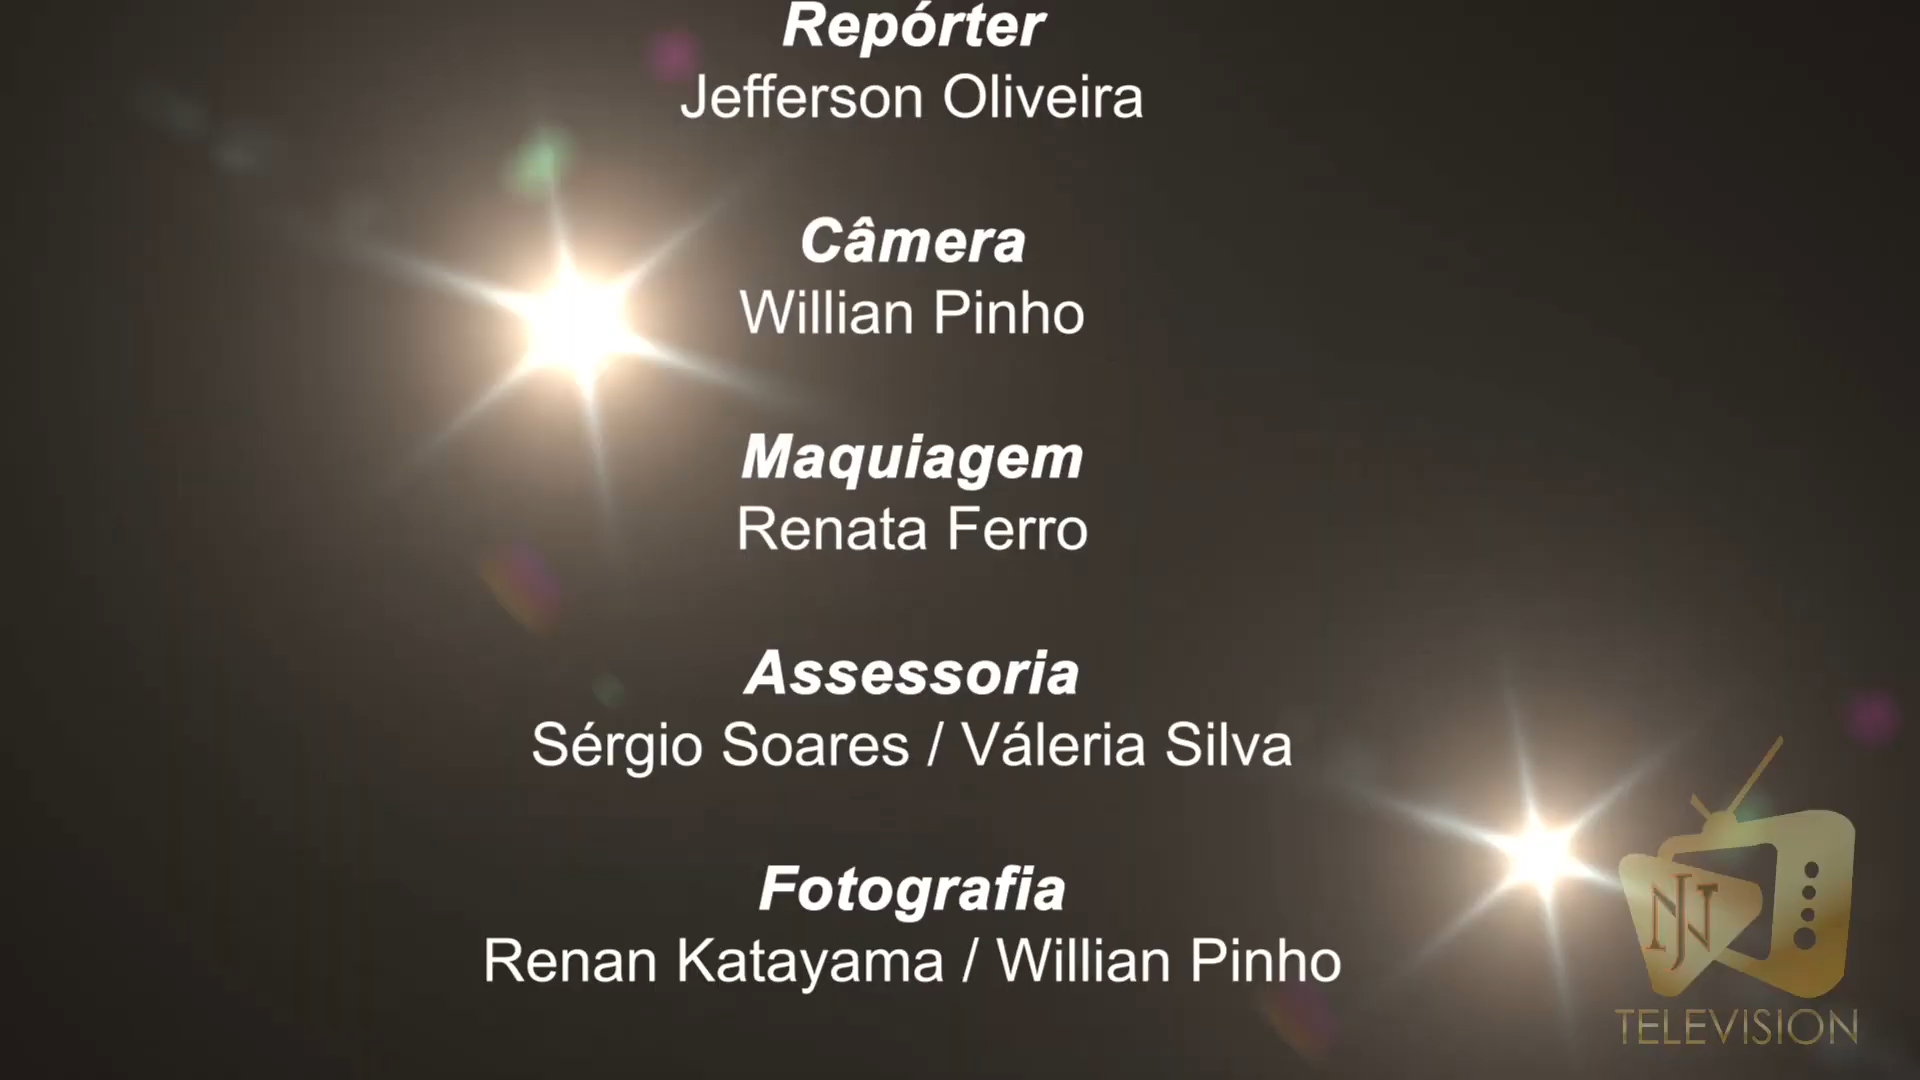 Repórter
Jefferson Oliveira
Câmera
Willian Pinho
Maquiagem
Renata Ferro
Assessoria
Sérgio Soares / Váleria Silva
Fotografia
Renan Katayama / Willian Pinho
NJ
TELEVISION